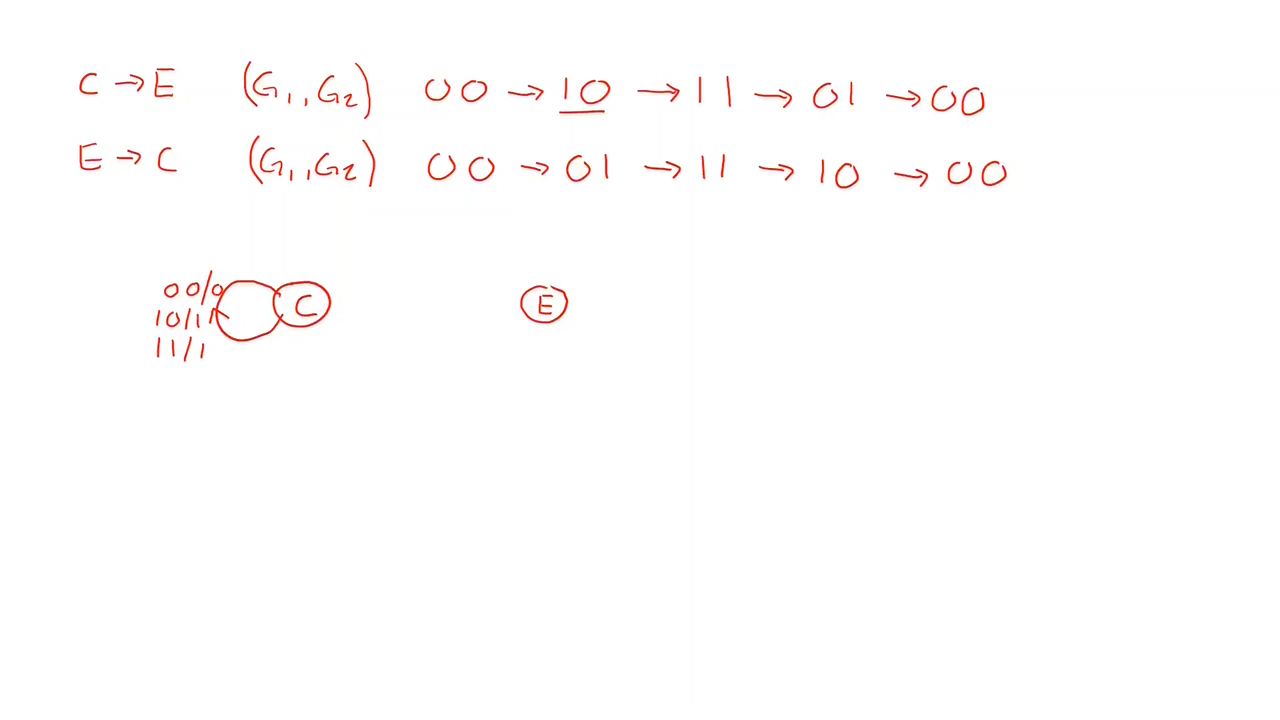 C → E (G₁, G₂) 00 → 10 → 11 → 01 → 00
E → C (G₁, G₂) 00 → 01 → 11 → 10 → 00
00/0
10/1 C E
11/1